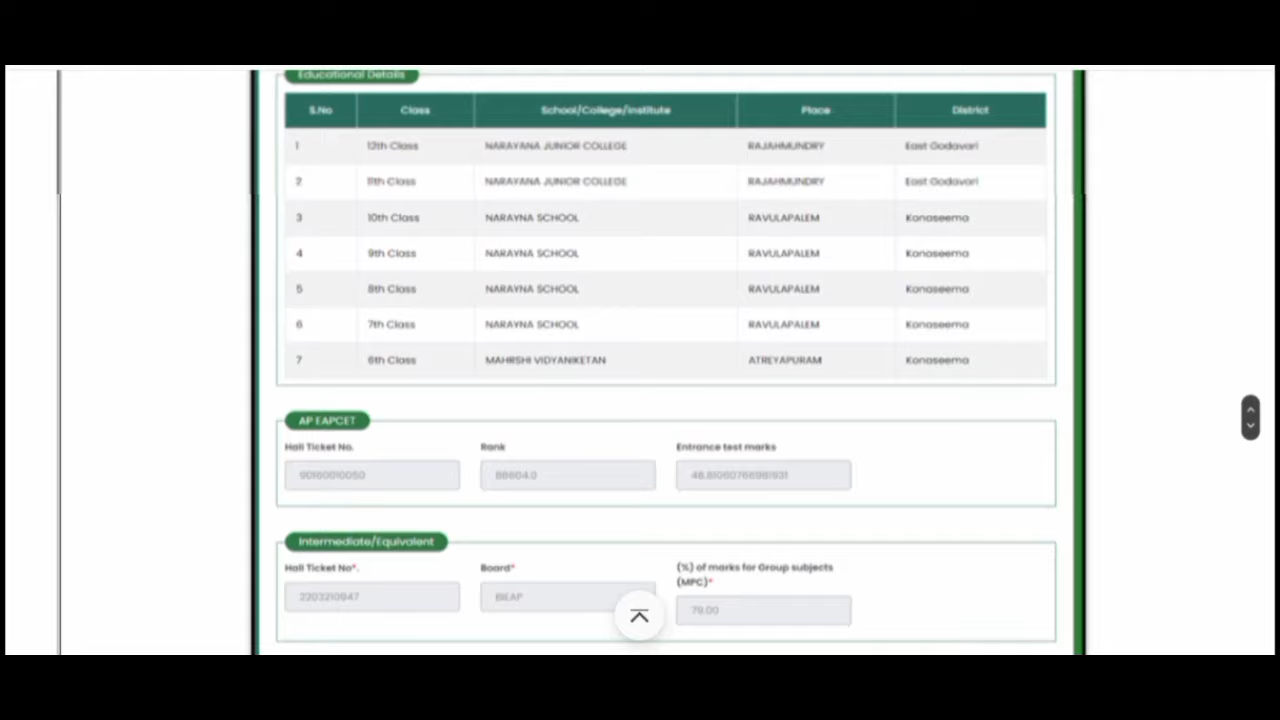 Educational Details
S.No Class School/College/Institute Place District
1 12th Class NARAYANA JUNIOR COLLEGE RAJAHMUNDRY East Godavari
2 11th Class NARAYANA JUNIOR COLLEGE RAJAHMUNDRY East Godavari
3 10th Class NARAYNA SCHOOL RAVULAPALEM Konaseema
4 9th Class NARAYNA SCHOOL RAVULAPALEM Konaseema
5 8th Class NARAYNA SCHOOL RAVULAPALEM Konaseema
6 7th Class NARAYNA SCHOOL RAVULAPALEM Konaseema
7 6th Class MAHRSHI VIDYANIKETAN ATREYAPURAM Konaseema
AP EAPCET
Hall Ticket No. Rank Entrance test marks
Intermediate/Equivalent
Hall Ticket No*. Board* (%) of marks for Group subjects
(MPC)*
2203210947 BIEAP 79.00